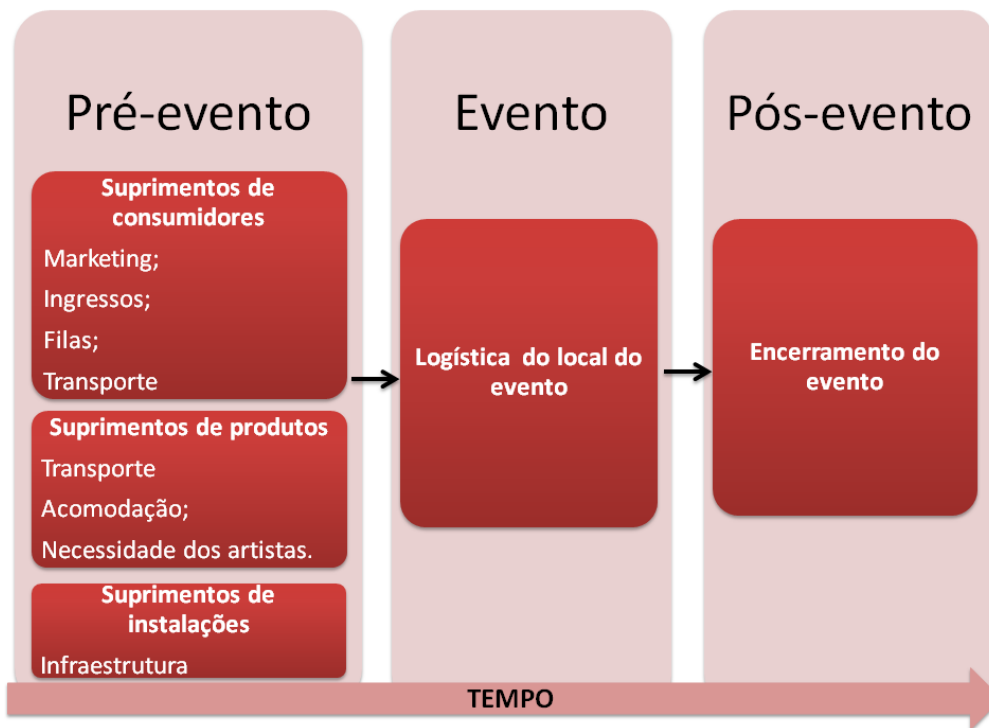 Pré-evento
Suprimentos de
consumidores
Marketing;
Ingressos;
Filas;
Transporte
Suprimentos de produtos
Transporte
Acomodação;
Necessidade dos artistas.
Suprimentos de
instalações
Infraestrutura
Evento
Logística do local do
evento
Pós-evento
Encerramento do
evento
TEMPO